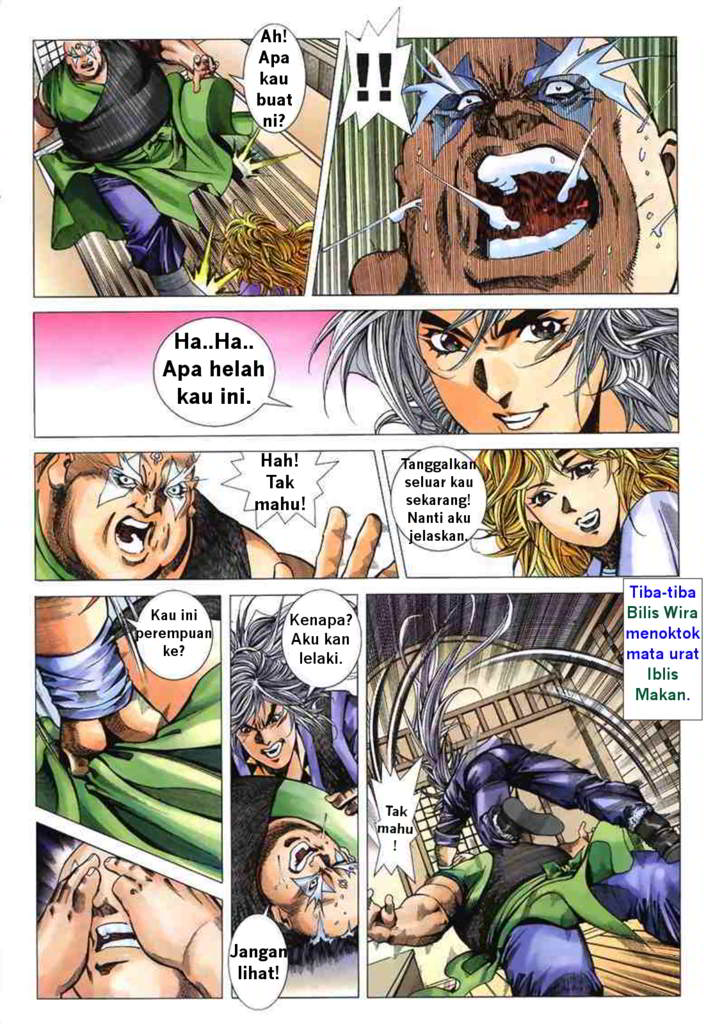 Ah!
Apa
kau
buat
ni?
!!
Ha..Ha..
Apa helah
kau ini.
Hah!
Tak
mahu!
Tanggalkan
seluar kau
sekarang!
Nanti aku
jelaskan.
Kau ini
perempuan
ke?
Kenapa?
Aku kan
lelaki.
Jangan
lihat!
Tiba-tiba
Bilis Wira
menoktok
mata urat
Iblis
Makan.
Tak
mahu
!